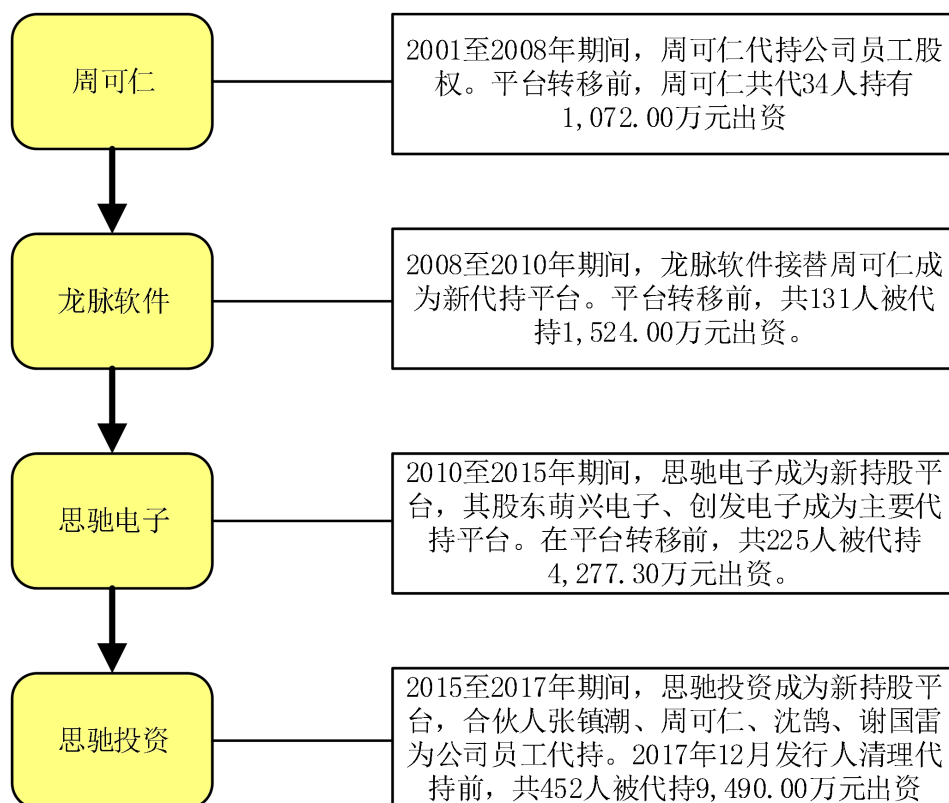 周可仁
2001至2008年期间，周可仁代持公司员工股
权。平台转移前，周可仁共代34人持有
1,072.00万元出资
龙脉软件
2008至2010年期间，龙脉软件接替周可仁成
为新代持平台。平台转移前，共131人被代
持1,524.00万元出资。
思驰电子
2010至2015年期间，思驰电子成为新持股平
台，其股东萌兴电子、创发电子成为主要代
持平台。在平台转移前，共225人被代持
4,277.30万元出资。
思驰投资
2015至2017年期间，思驰投资成为新持股平
台，合伙人张镇潮、周可仁、沈鹄、谢国雷
为公司员工代持。2017年12月发行人清理代
持前，共452人被代持9,490.00万元出资